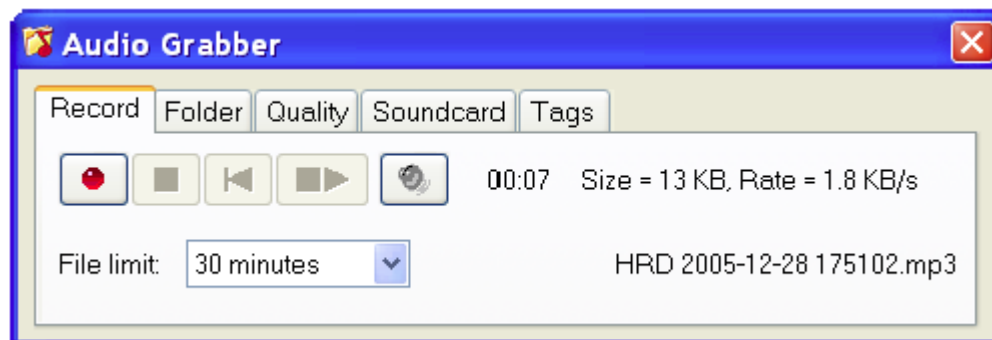 Audio Grabber
Record Folder Quality Soundcard Tags
00:07 Size = 13 KB, Rate = 1.8 KB/s
File limit: 30 minutes HRD 2005-12-28 175102.mp3